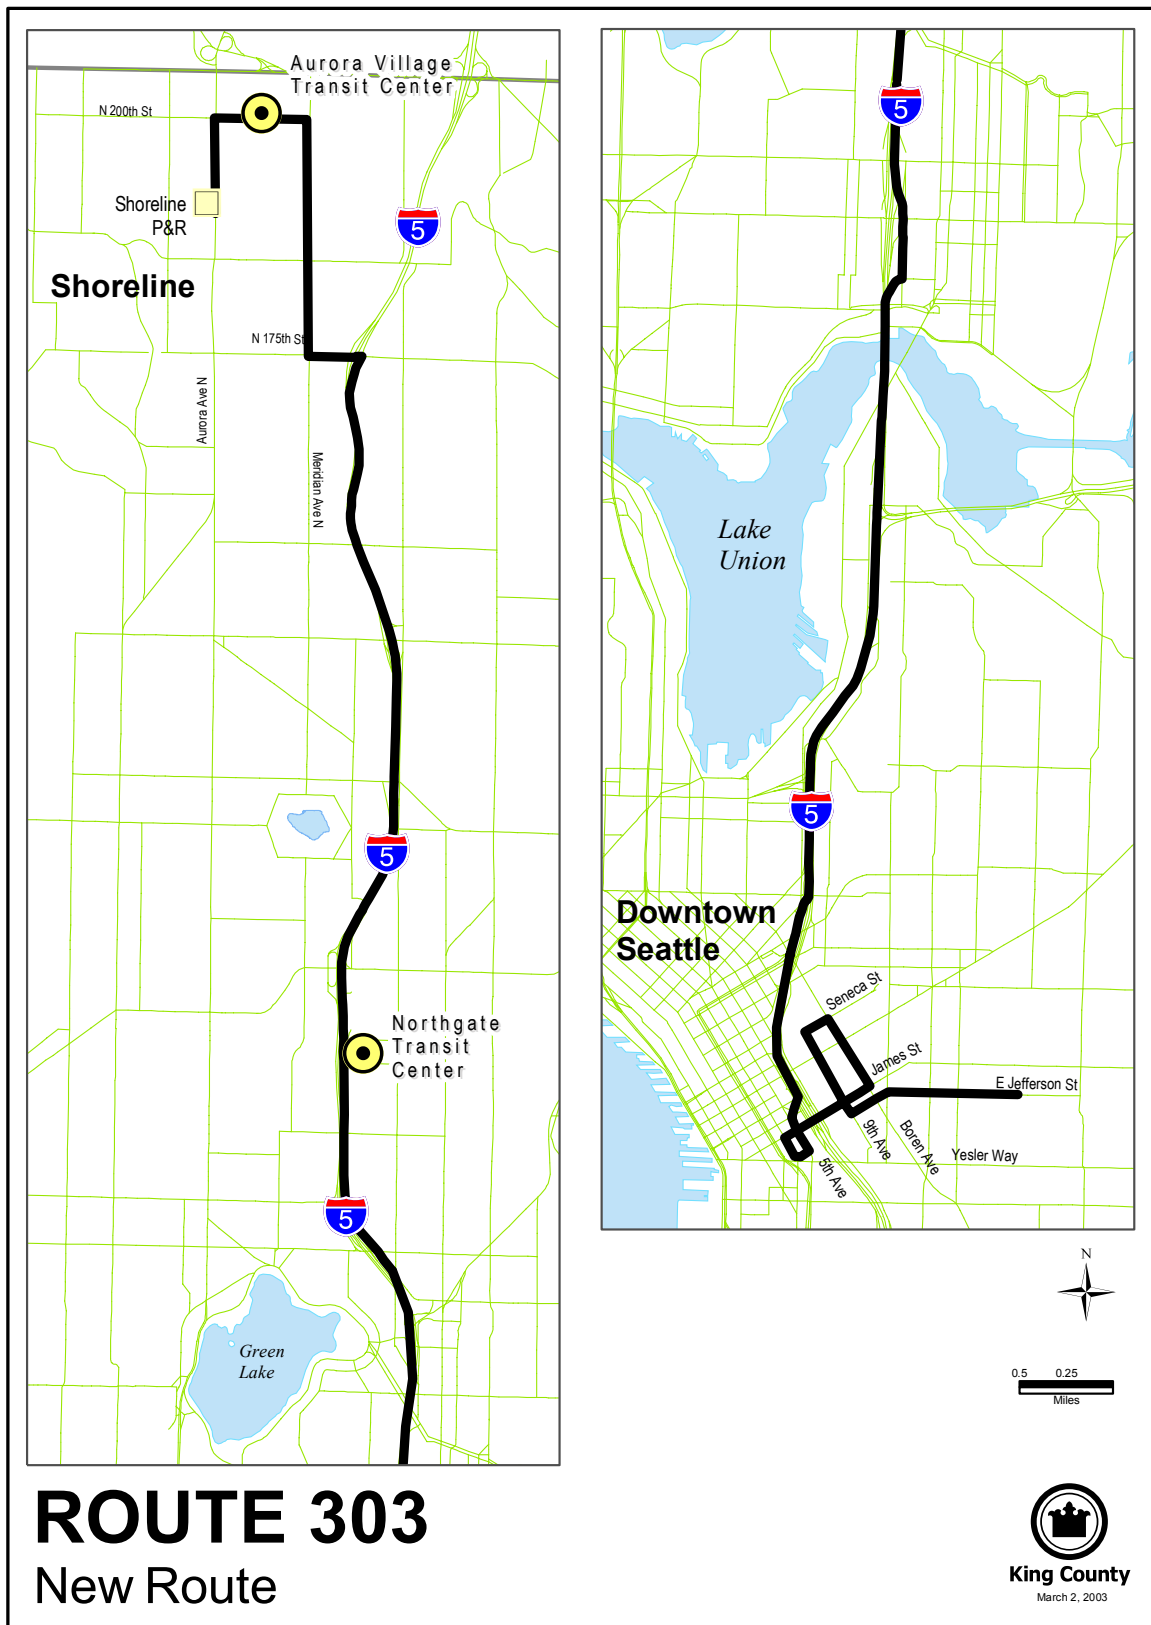 Aurora Village
Transit Center
N 200th St
Shoreline
P&R
5
Shoreline
N 175th St
Aurora Ave N
Meridian Ave N
5
Northgate
Transit
Center
5
Green
Lake
5
Lake
Union
5
Downtown
Seattle
Seneca St
James St
E Jefferson St
9th Ave
Boren Ave
Yesler Way
5th Ave
N
0.5 0.25
Miles
ROUTE 303
New Route
King County
March 2, 2003